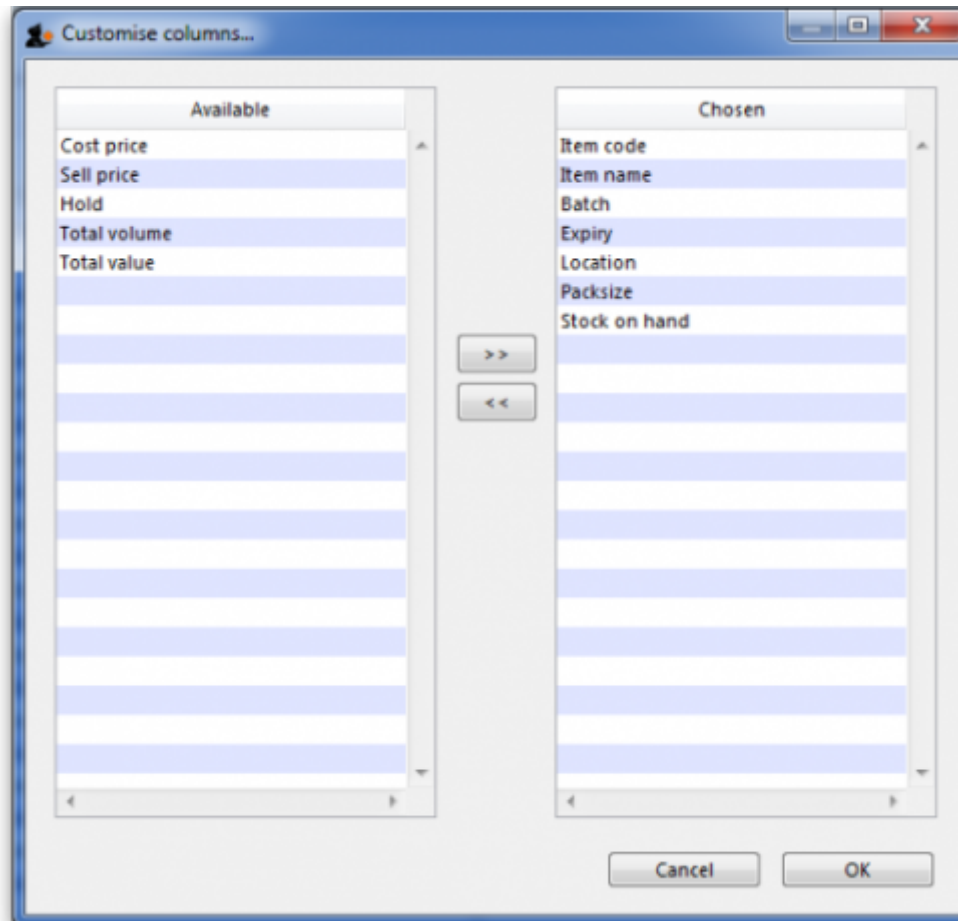 Customise columns...
Available
Cost price
Sell price
Hold
Total volume
Total value
>>
<<
Chosen
Item code
Item name
Batch
Expiry
Location
Packsize
Stock on hand
Cancel
OK